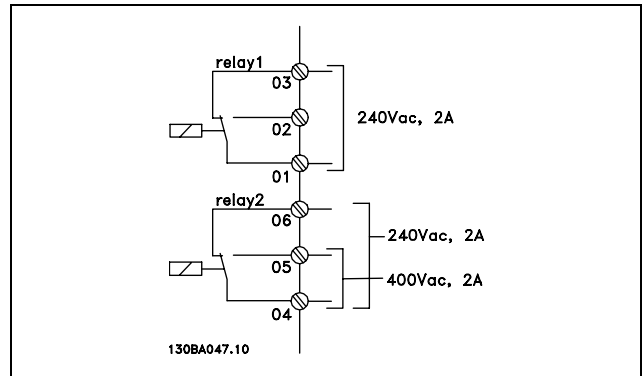 relay1
03
240Vac, 2A
02
01
relay2
06
240Vac, 2A
05
400Vac, 2A
04
130BA047.10